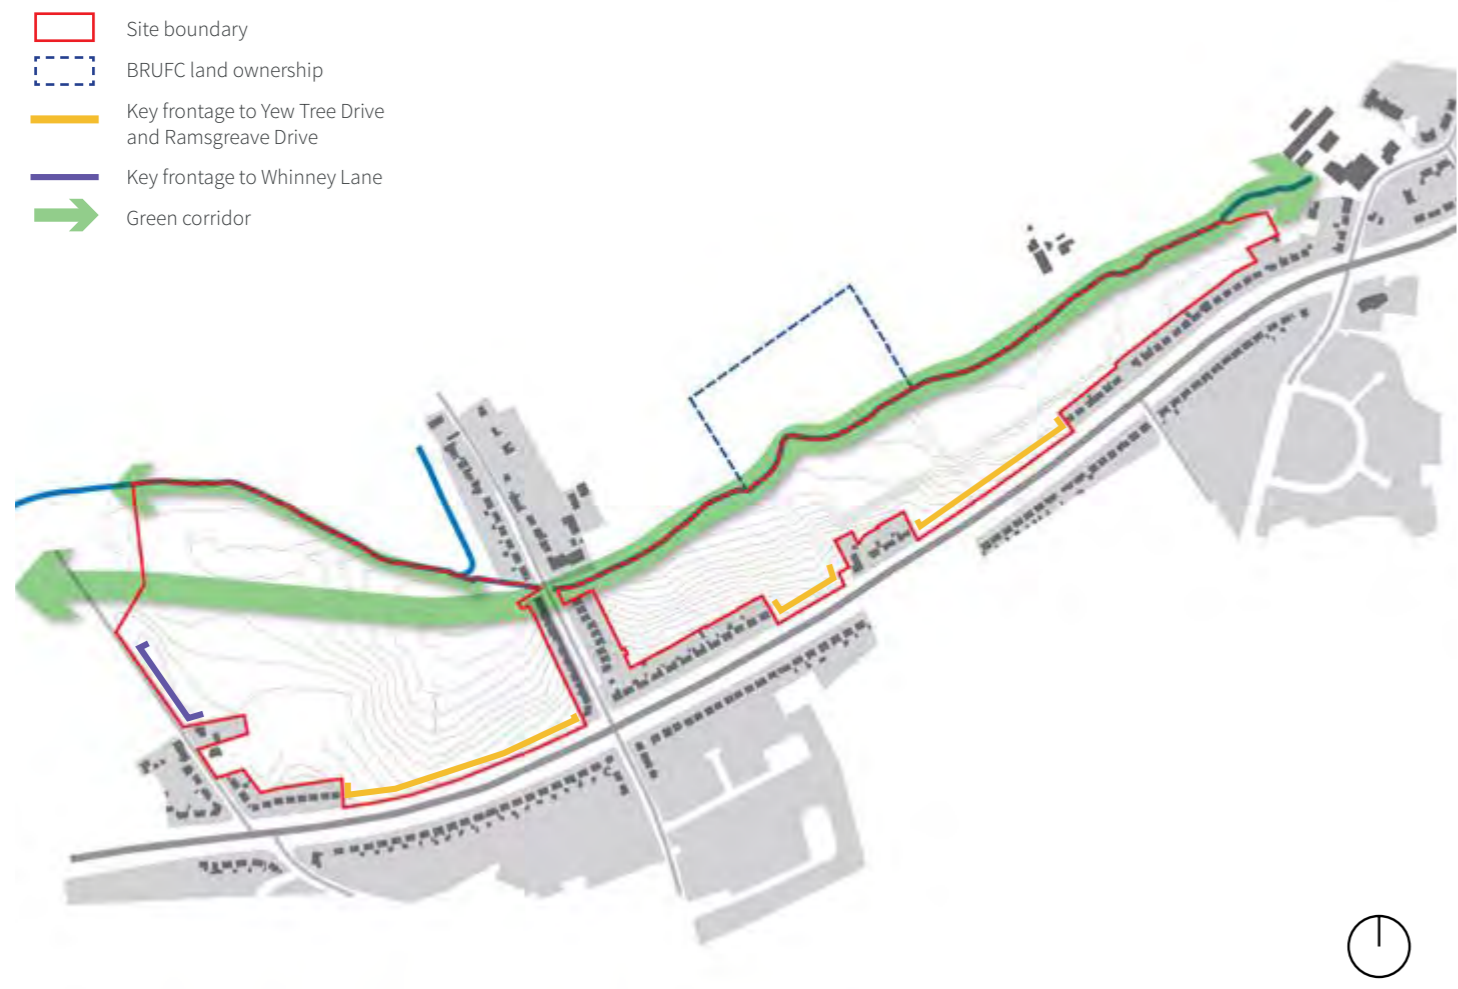 Site boundary
BRUFC land ownership
Key frontage to Yew Tree Drive
and Ramsgreave Drive
Key frontage to Whinney Lane
Green corridor